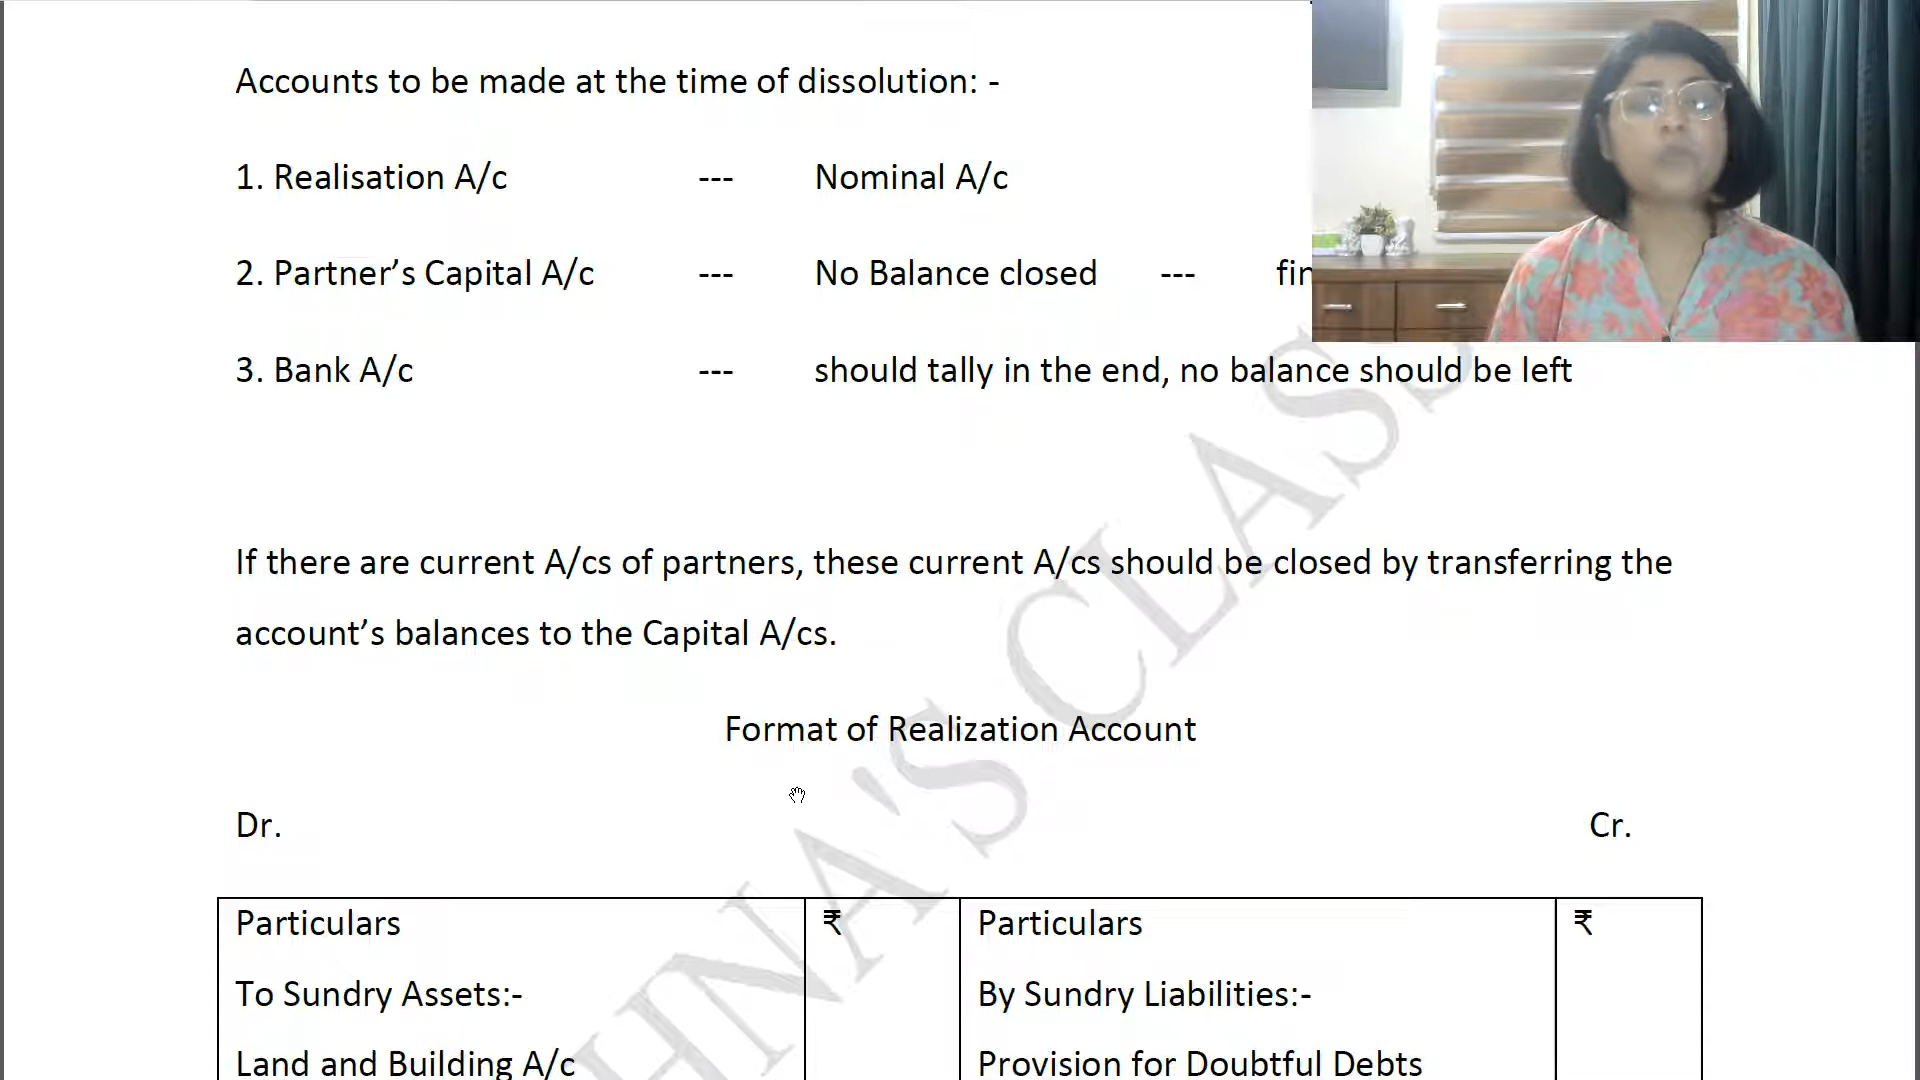 Accounts to be made at the time of dissolution: -
1. Realisation A/c --- Nominal A/c
2. Partner’s Capital A/c --- No Balance closed ---
3. Bank A/c --- should tally in the end, no balance should be left
If there are current A/cs of partners, these current A/cs should be closed by transferring the
account’s balances to the Capital A/cs.
Format of Realization Account
Dr. Cr.
Particulars ₹ Particulars ₹
To Sundry Assets:- By Sundry Liabilities:-
Land and Building A/c Provision for Doubtful Debts